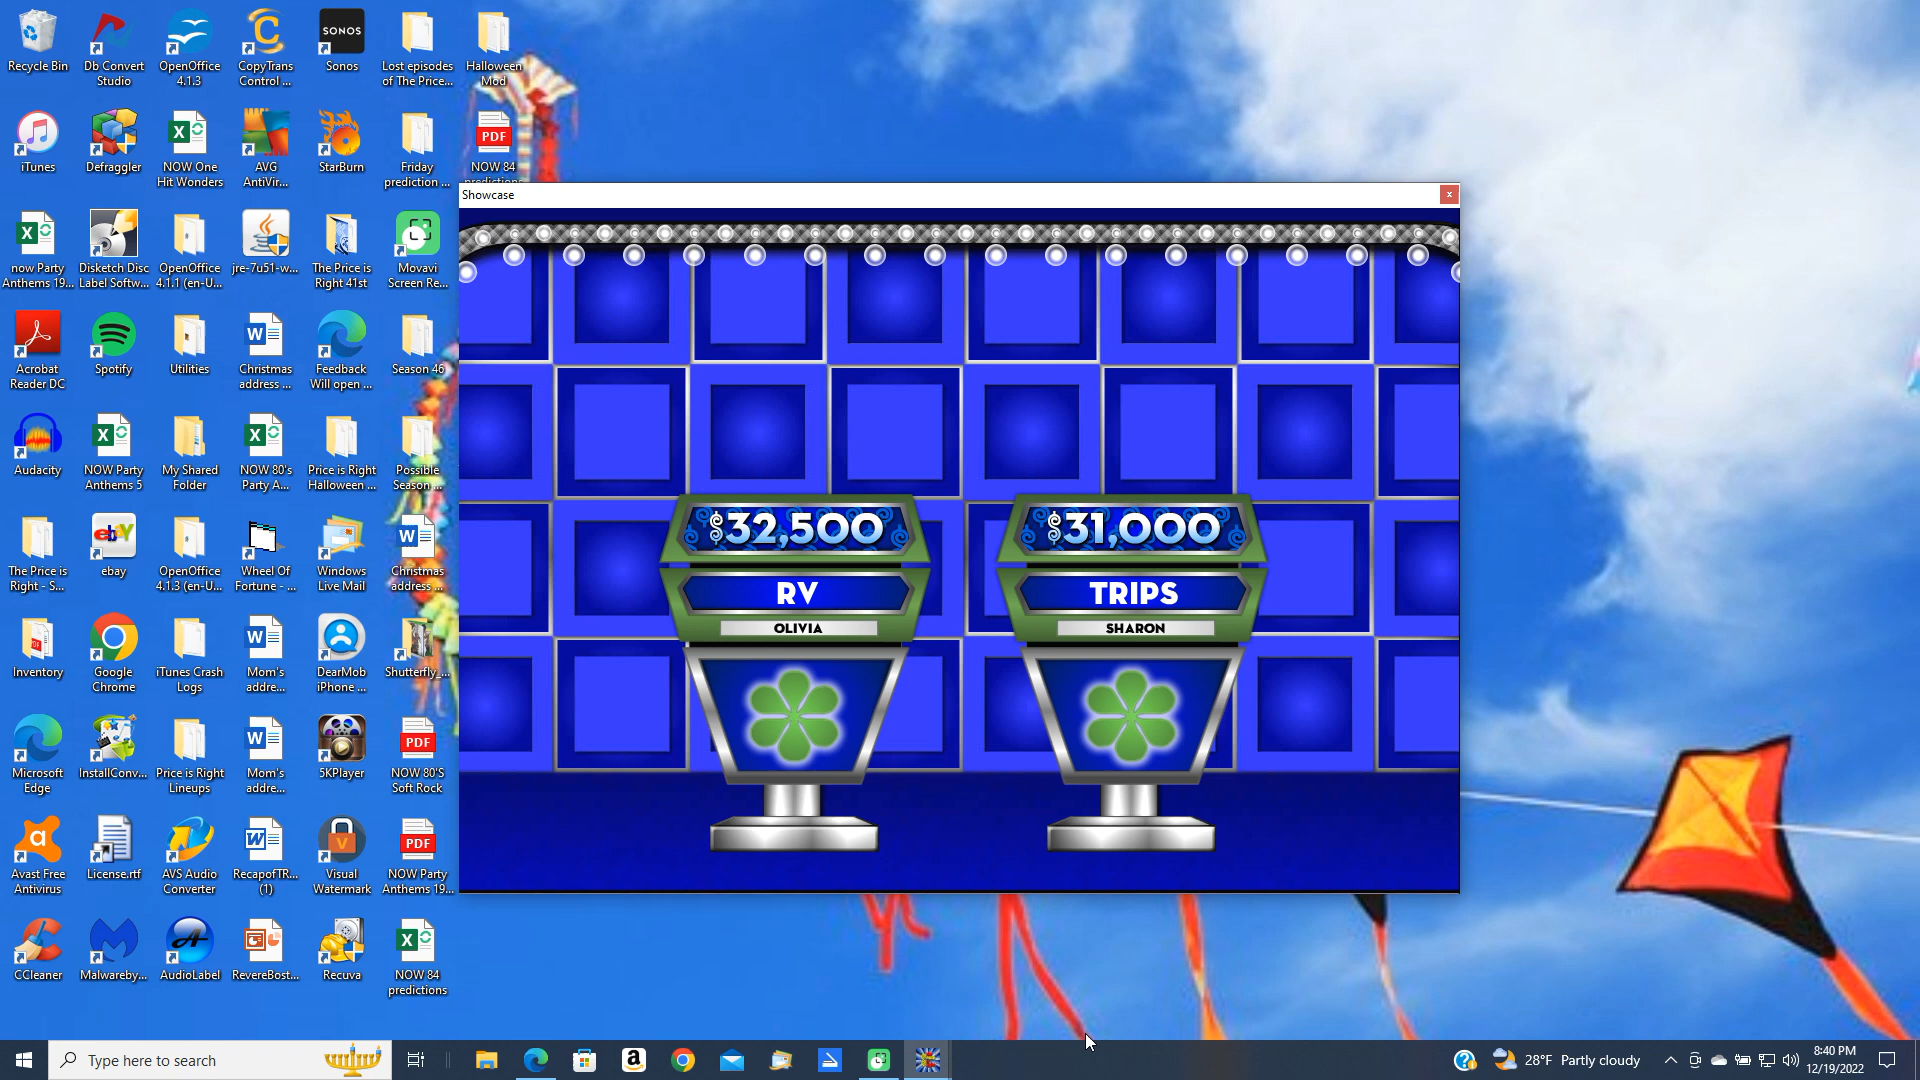 Recycle Bin
Db Convert
Studio
OpenOffice
4.1.3
CopyTrans
Control ...
SONOS
Sonos
Lost episodes
of The Price...
Halloween
Mod
iTunes
Defraggler
NOW One
Hit Wonders
AVG
AntiVir...
StarBurn
Friday
prediction ...
PDF
NOW 84
predictions
now Party
Anthems 19...
Disketch Disc
Label Softw...
OpenOffice
4.1.1 (en-U...
jre-7u51-w...
The Price is
Right 41st
Movavi
Screen Re...
Acrobat
Reader DC
Spotify
Utilities
Christmas
address ...
Feedback
Will open ...
Season 46
Audacity
NOW Party
Anthems 5
My Shared
Folder
NOW 80's
Party A...
Price is Right
Halloween ...
Possible
Season ...
The Price is
Right - S...
ebay
ebay
OpenOffice
4.1.3 (en-U...
Wheel Of
Fortune - ...
Windows
Live Mail
Christmas
address ...
PDF
Inventory
Google
Chrome
iTunes Crash
Logs
Mom's
addre...
DearMob
iPhone ...
Shutterfly_...
Microsoft
Edge
InstallConv...
Price is Right
Lineups
Mom's
addre...
5KPlayer
PDF
NOW 80'S
Soft Rock
Avast Free
Antivirus
License.rtf
AVS Audio
Converter
RecapofTR...
(1)
Visual
Watermark
PDF
NOW Party
Anthems 19...
CCleaner
Malwareby...
AudioLabel
RevereBost...
Recuva
NOW 84
predictions
Showcase
$32,500
RV
OLIVIA
$31,000
TRIPS
SHARON
Type here to search
28°F Partly cloudy
8:40 PM
12/19/2022